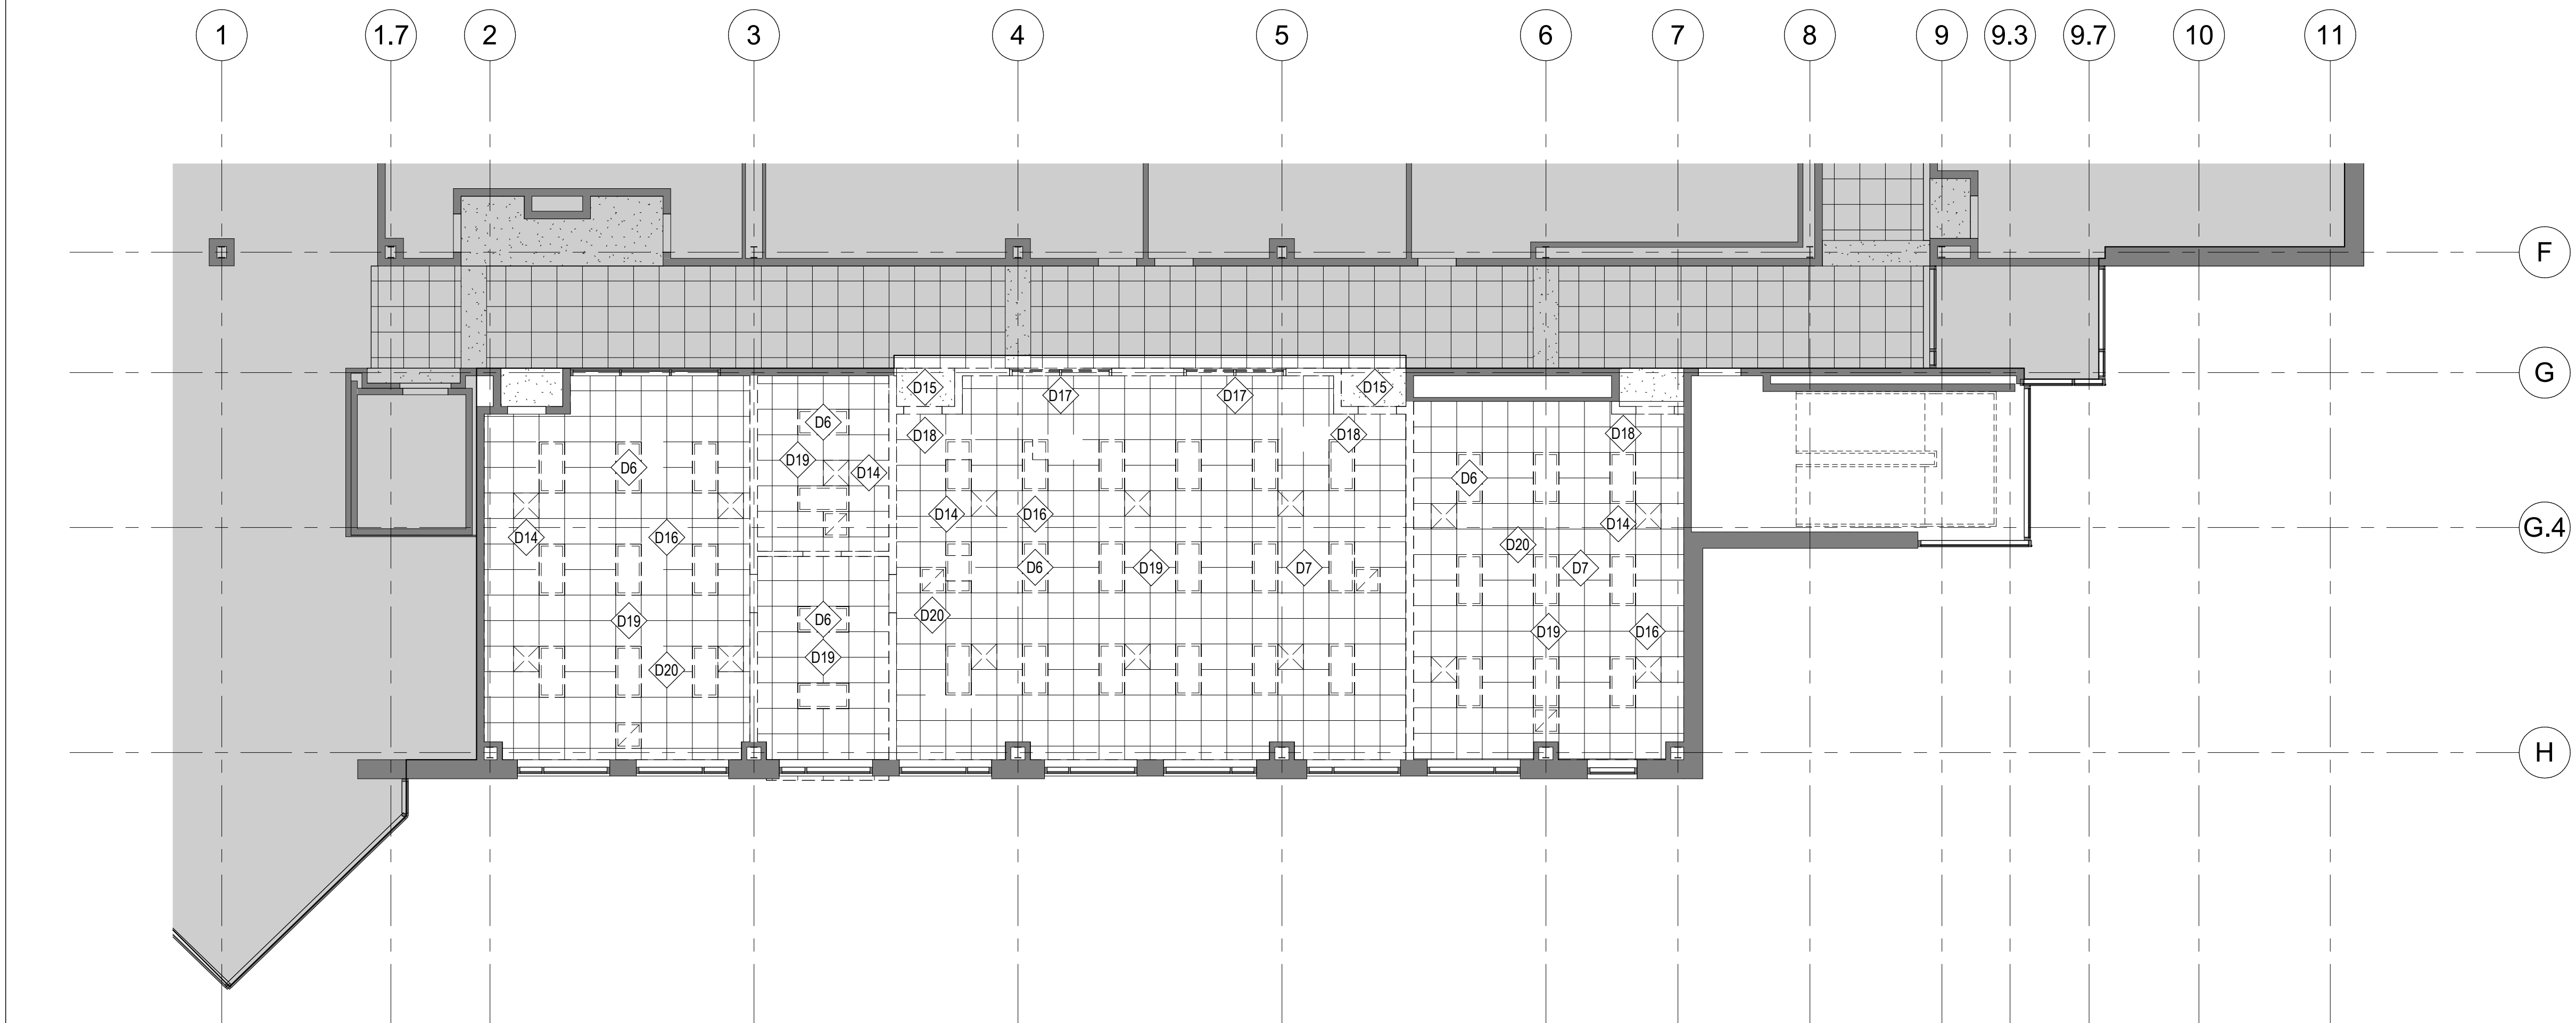 1 1.7 2 3 4 5 6 7 8 9 9.3 9.7 10 11
F
G
D15 D17 D17 D15
D6
D18 D18 D18
D19 D6 D14 D6
D14 D16 D14
D14 D16 D20 G.4
D6 D19 D7 D7
D19 D6 D20 D19 D16
D20 D19
H